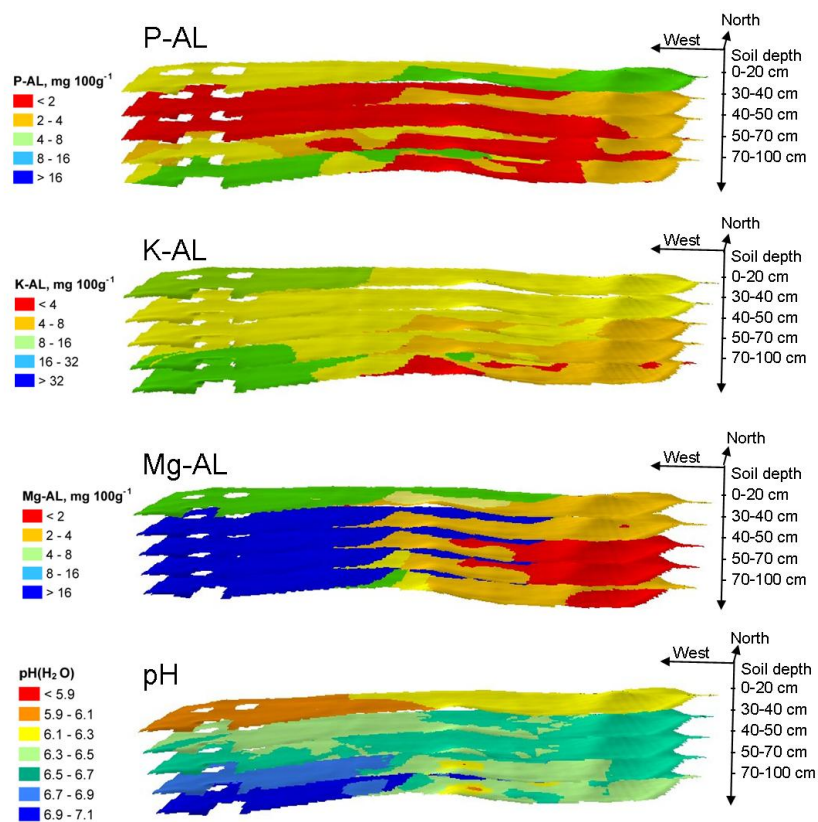 P-AL
North
West
Soil depth
0-20 cm
30-40 cm
40-50 cm
50-70 cm
70-100 cm
P-AL, mg 100g⁻¹
< 2
2 - 4
4 - 8
8 - 16
> 16
K-AL
North
West
Soil depth
0-20 cm
30-40 cm
40-50 cm
50-70 cm
70-100 cm
K-AL, mg 100g⁻¹
< 4
4 - 8
8 - 16
16 - 32
> 32
Mg-AL
North
West
Soil depth
0-20 cm
30-40 cm
40-50 cm
50-70 cm
70-100 cm
Mg-AL, mg 100g⁻¹
< 2
2 - 4
4 - 8
8 - 16
> 16
pH
North
West
Soil depth
0-20 cm
30-40 cm
40-50 cm
50-70 cm
70-100 cm
pH(H₂O)
< 5.9
5.9 - 6.1
6.1 - 6.3
6.3 - 6.5
6.5 - 6.7
6.7 - 6.9
6.9 - 7.1